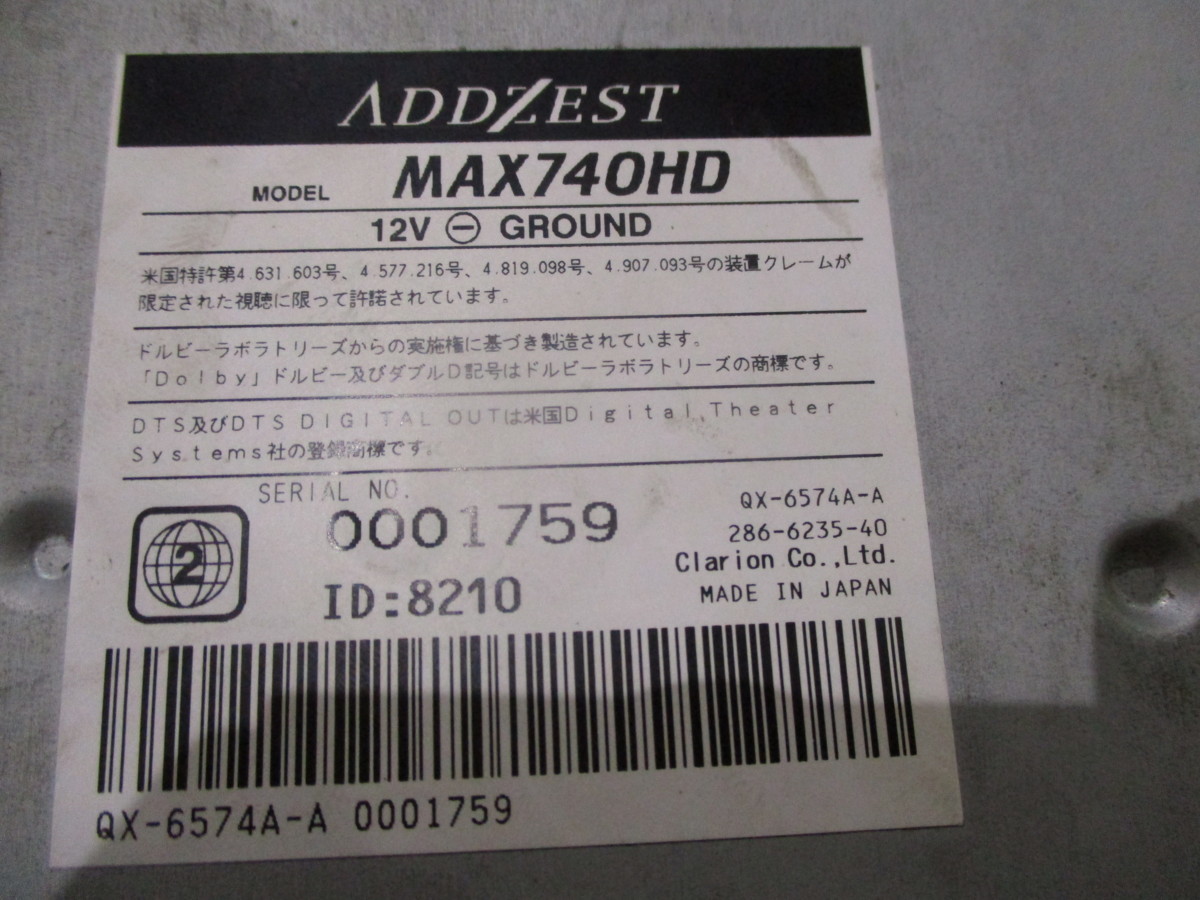 ADDZEST
MODEL MAX740HD
12V ⊖ GROUND
米国特許第4.631.603号、4.577.216号、4.819.098号、4.907.093号の装置クレームが
限定された視聴に限って許諾されています。
ドルビーラボラトリーズからの実施権に基づき製造されています。
「Dolby」ドルビー及びダブルD記号はドルビーラボラトリーズの商標です。
DTS及びDTS DIGITAL OUTは米国Digital Theater
Systems社の登録商標です。
SERIAL NO.
0001759
ID:8210
2
QX-6574A-A
286-6235-40
Clarion Co.,Ltd.
MADE IN JAPAN
QX-6574A-A 0001759